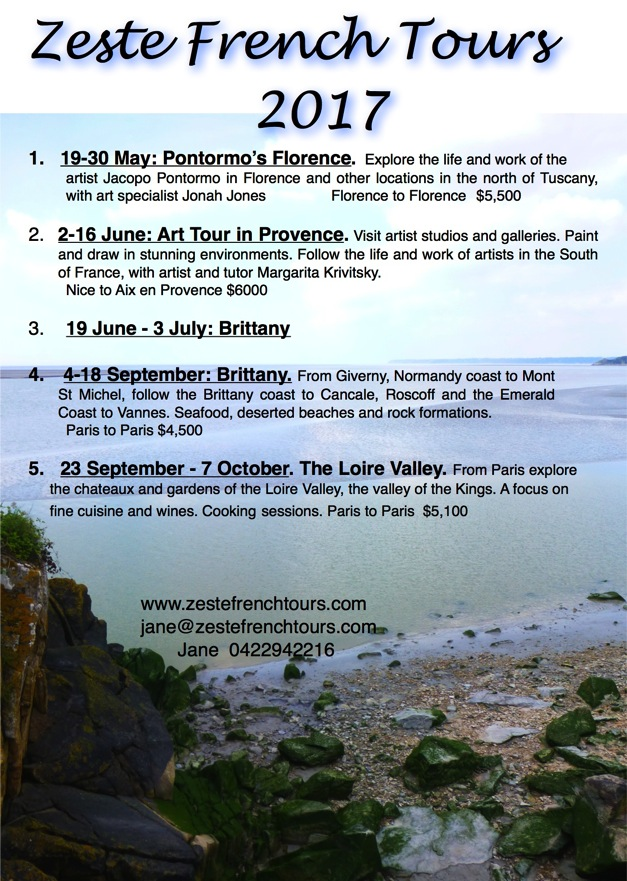 Zeste French Tours
2017
1. 19-30 May: Pontormo's Florence. Explore the life and work of the
artist Jacopo Pontormo in Florence and other locations in the north of Tuscany,
with art specialist Jonah Jones Florence to Florence $5,500
2. 2-16 June: Art Tour in Provence. Visit artist studios and galleries. Paint
and draw in stunning environments. Follow the life and work of artists in the South
of France, with artist and tutor Margarita Krivitsky.
Nice to Aix en Provence $6000
3. 19 June - 3 July: Brittany
4. 4-18 September: Brittany. From Giverny, Normandy coast to Mont
St Michel, follow the Brittany coast to Cancale, Roscoff and the Emerald
Coast to Vannes. Seafood, deserted beaches and rock formations.
Paris to Paris $4,500
5. 23 September - 7 October. The Loire Valley. From Paris explore
the chateaux and gardens of the Loire Valley, the valley of the Kings. A focus on
fine cuisine and wines. Cooking sessions. Paris to Paris $5,100
www.zestefrenchtours.com
jane@zestefrenchtours.com
Jane 0422942216